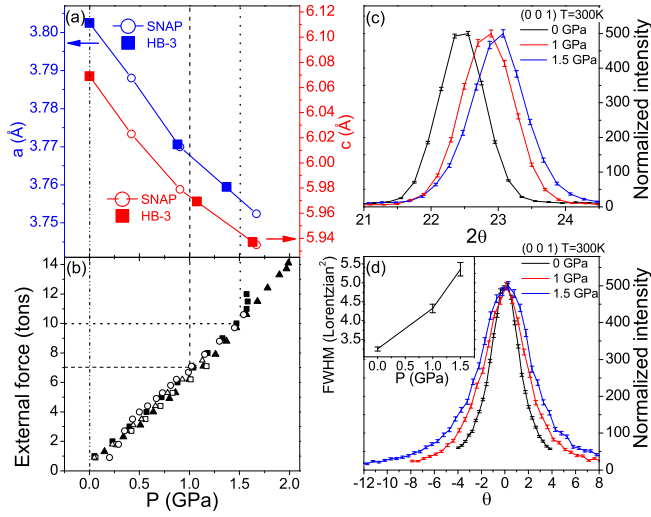 (a)
SNAP
HB-3
a (Å)
3.80
3.79
3.78
3.77
3.76
3.75
6.12
6.10
6.08
6.06
6.04
6.02
6.00
5.98
5.96
5.94
c (Å)
SNAP
HB-3
(b)
External force (tons)
14
12
10
8
6
4
2
0
0.0 0.5 1.0 1.5 2.0
P (GPa)
(c)
(0 0 1) T=300K
0 GPa
1 GPa
1.5 GPa
500
400
300
200
100
0
Normalized intensity
21 22 23 24
2θ
(d)
(0 0 1) T=300K
0 GPa
1 GPa
1.5 GPa
FWHM (Lorentzian²)
5.5
5.0
4.5
4.0
3.5
0.0 0.5 1.0 1.5
P (GPa)
500
400
300
200
100
0
Normalized intensity
-12 -10 -8 -6 -4 -2 0 2 4 6 8
θ